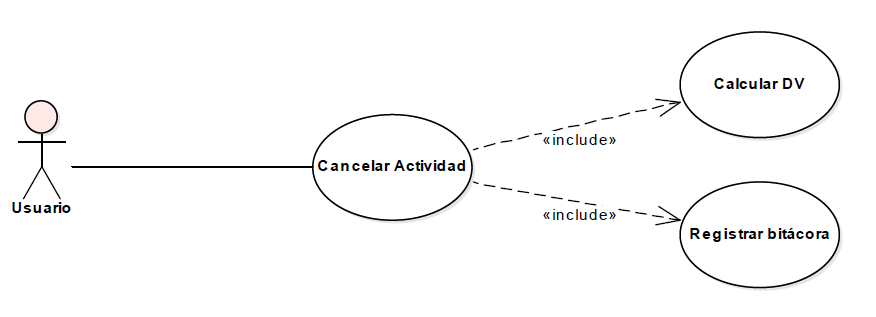 Calcular DV
«include»
Cancelar Actividad
Usuario
«include»
Registrar bitácora